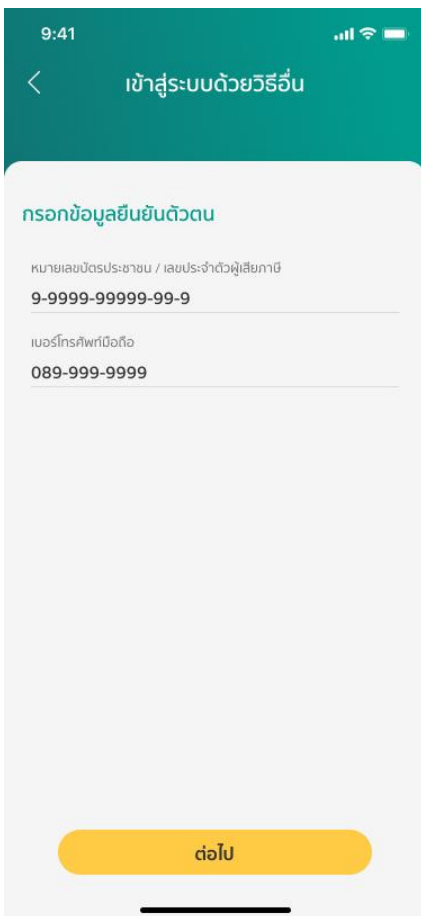 9:41
เข้าสู่ระบบด้วยวิธีอื่น
กรอกข้อมูลยืนยันตัวตน
หมายเลขบัตรประชาชน / เลขประจำตัวผู้เสียภาษี
9-9999-99999-99-9
เบอร์โทรศัพท์มือถือ
089-999-9999
ต่อไป